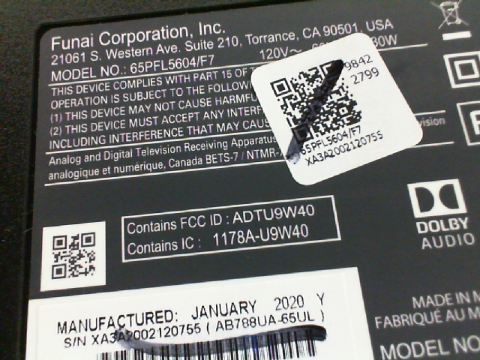 Funai Corporation, Inc.
21061 S. Western Ave. Suite 210, Torrance, CA 90501, USA
MODEL NO.: 65PFL5604/F7 120V~
THIS DEVICE COMPLIES WITH PART 15 OF
OPERATION IS SUBJECT TO THE FOLLOW
(1) THIS DEVICE MAY NOT CAUSE HARMF
(2) THIS DEVICE MUST ACCEPT ANY INTERF
INCLUDING INTERFERENCE THAT MAY CAUS
Analog and Digital Television Receiving Apparatus
analogique et numérique, Canada BETS-7 / NTMR-
9842
2799
65PFL5604/F7
XA3A2002120755
Contains FCC ID : ADTU9W40
Contains IC : 1178A-U9W40
DOLBY
AUDIO
MANUFACTURED: JANUARY 2020 Y
S/N XA3A2002120755 ( AB788UA-65UL )
MADE IN M
FABRIQUÉ AU M
MODEL NO